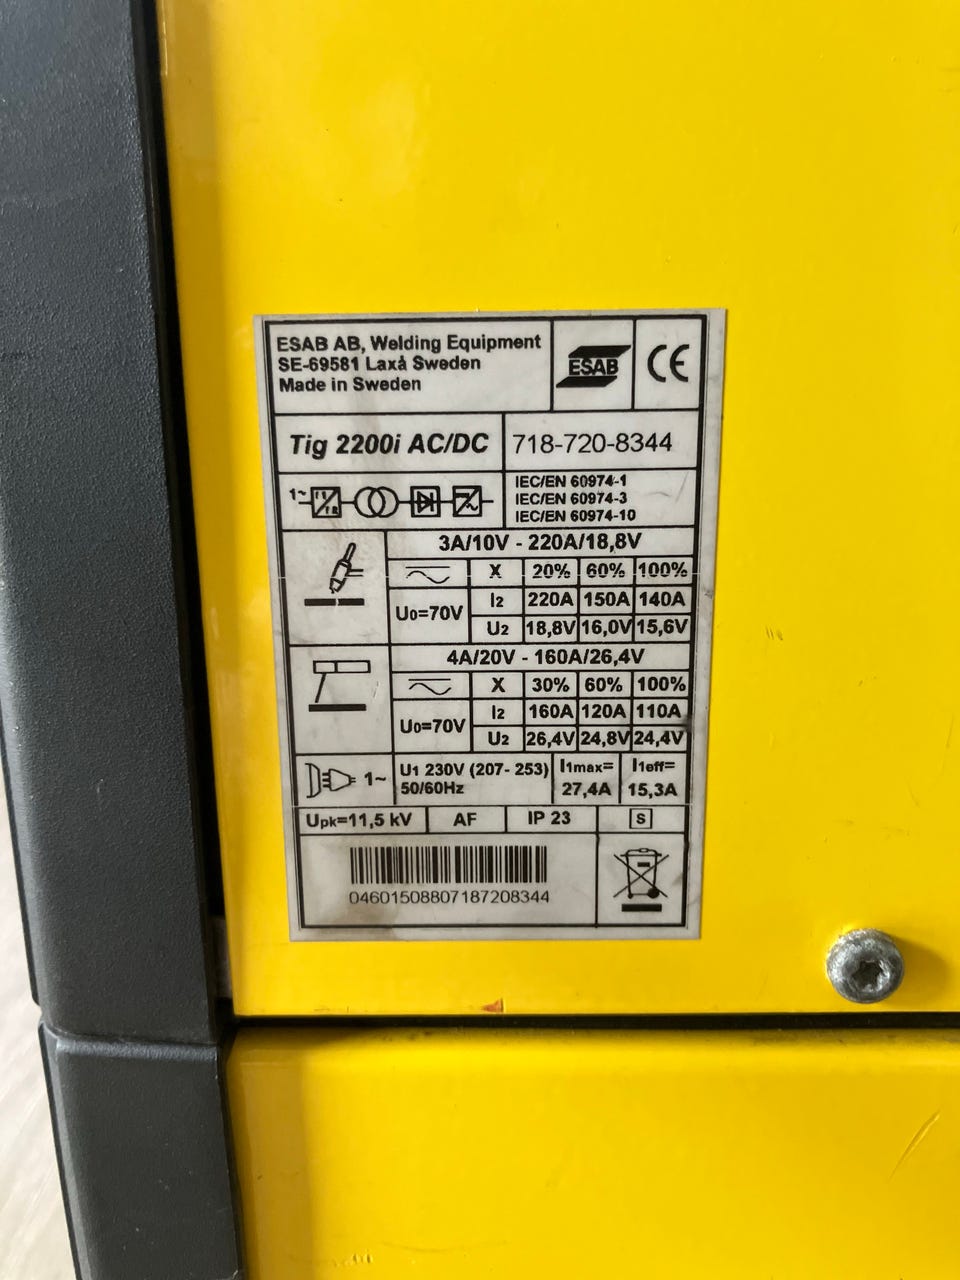 ESAB AB, Welding Equipment
SE-69581 Laxå Sweden
Made in Sweden
ESAB
CE
Tig 2200i AC/DC
718-720-8344
1~
IEC/EN 60974-1
IEC/EN 60974-3
IEC/EN 60974-10
3A/10V - 220A/18,8V
X 20% 60% 100%
U0=70V
I2 220A 150A 140A
U2 18,8V 16,0V 15,6V
4A/20V - 160A/26,4V
X 30% 60% 100%
U0=70V
I2 160A 120A 110A
U2 26,4V 24,8V 24,4V
1~
U1 230V (207- 253)
50/60Hz
I1max=
27,4A
I1eff=
15,3A
Upk=11,5 kV AF IP 23 S
04601508807187208344